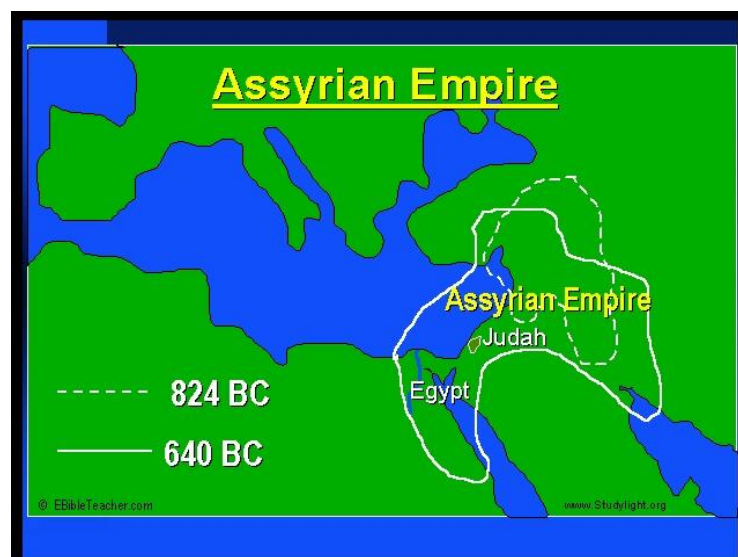 Assyrian Empire
Assyrian Empire
Judah
Egypt
824 BC
640 BC
© EBibleTeacher.com
www.Studylight.org